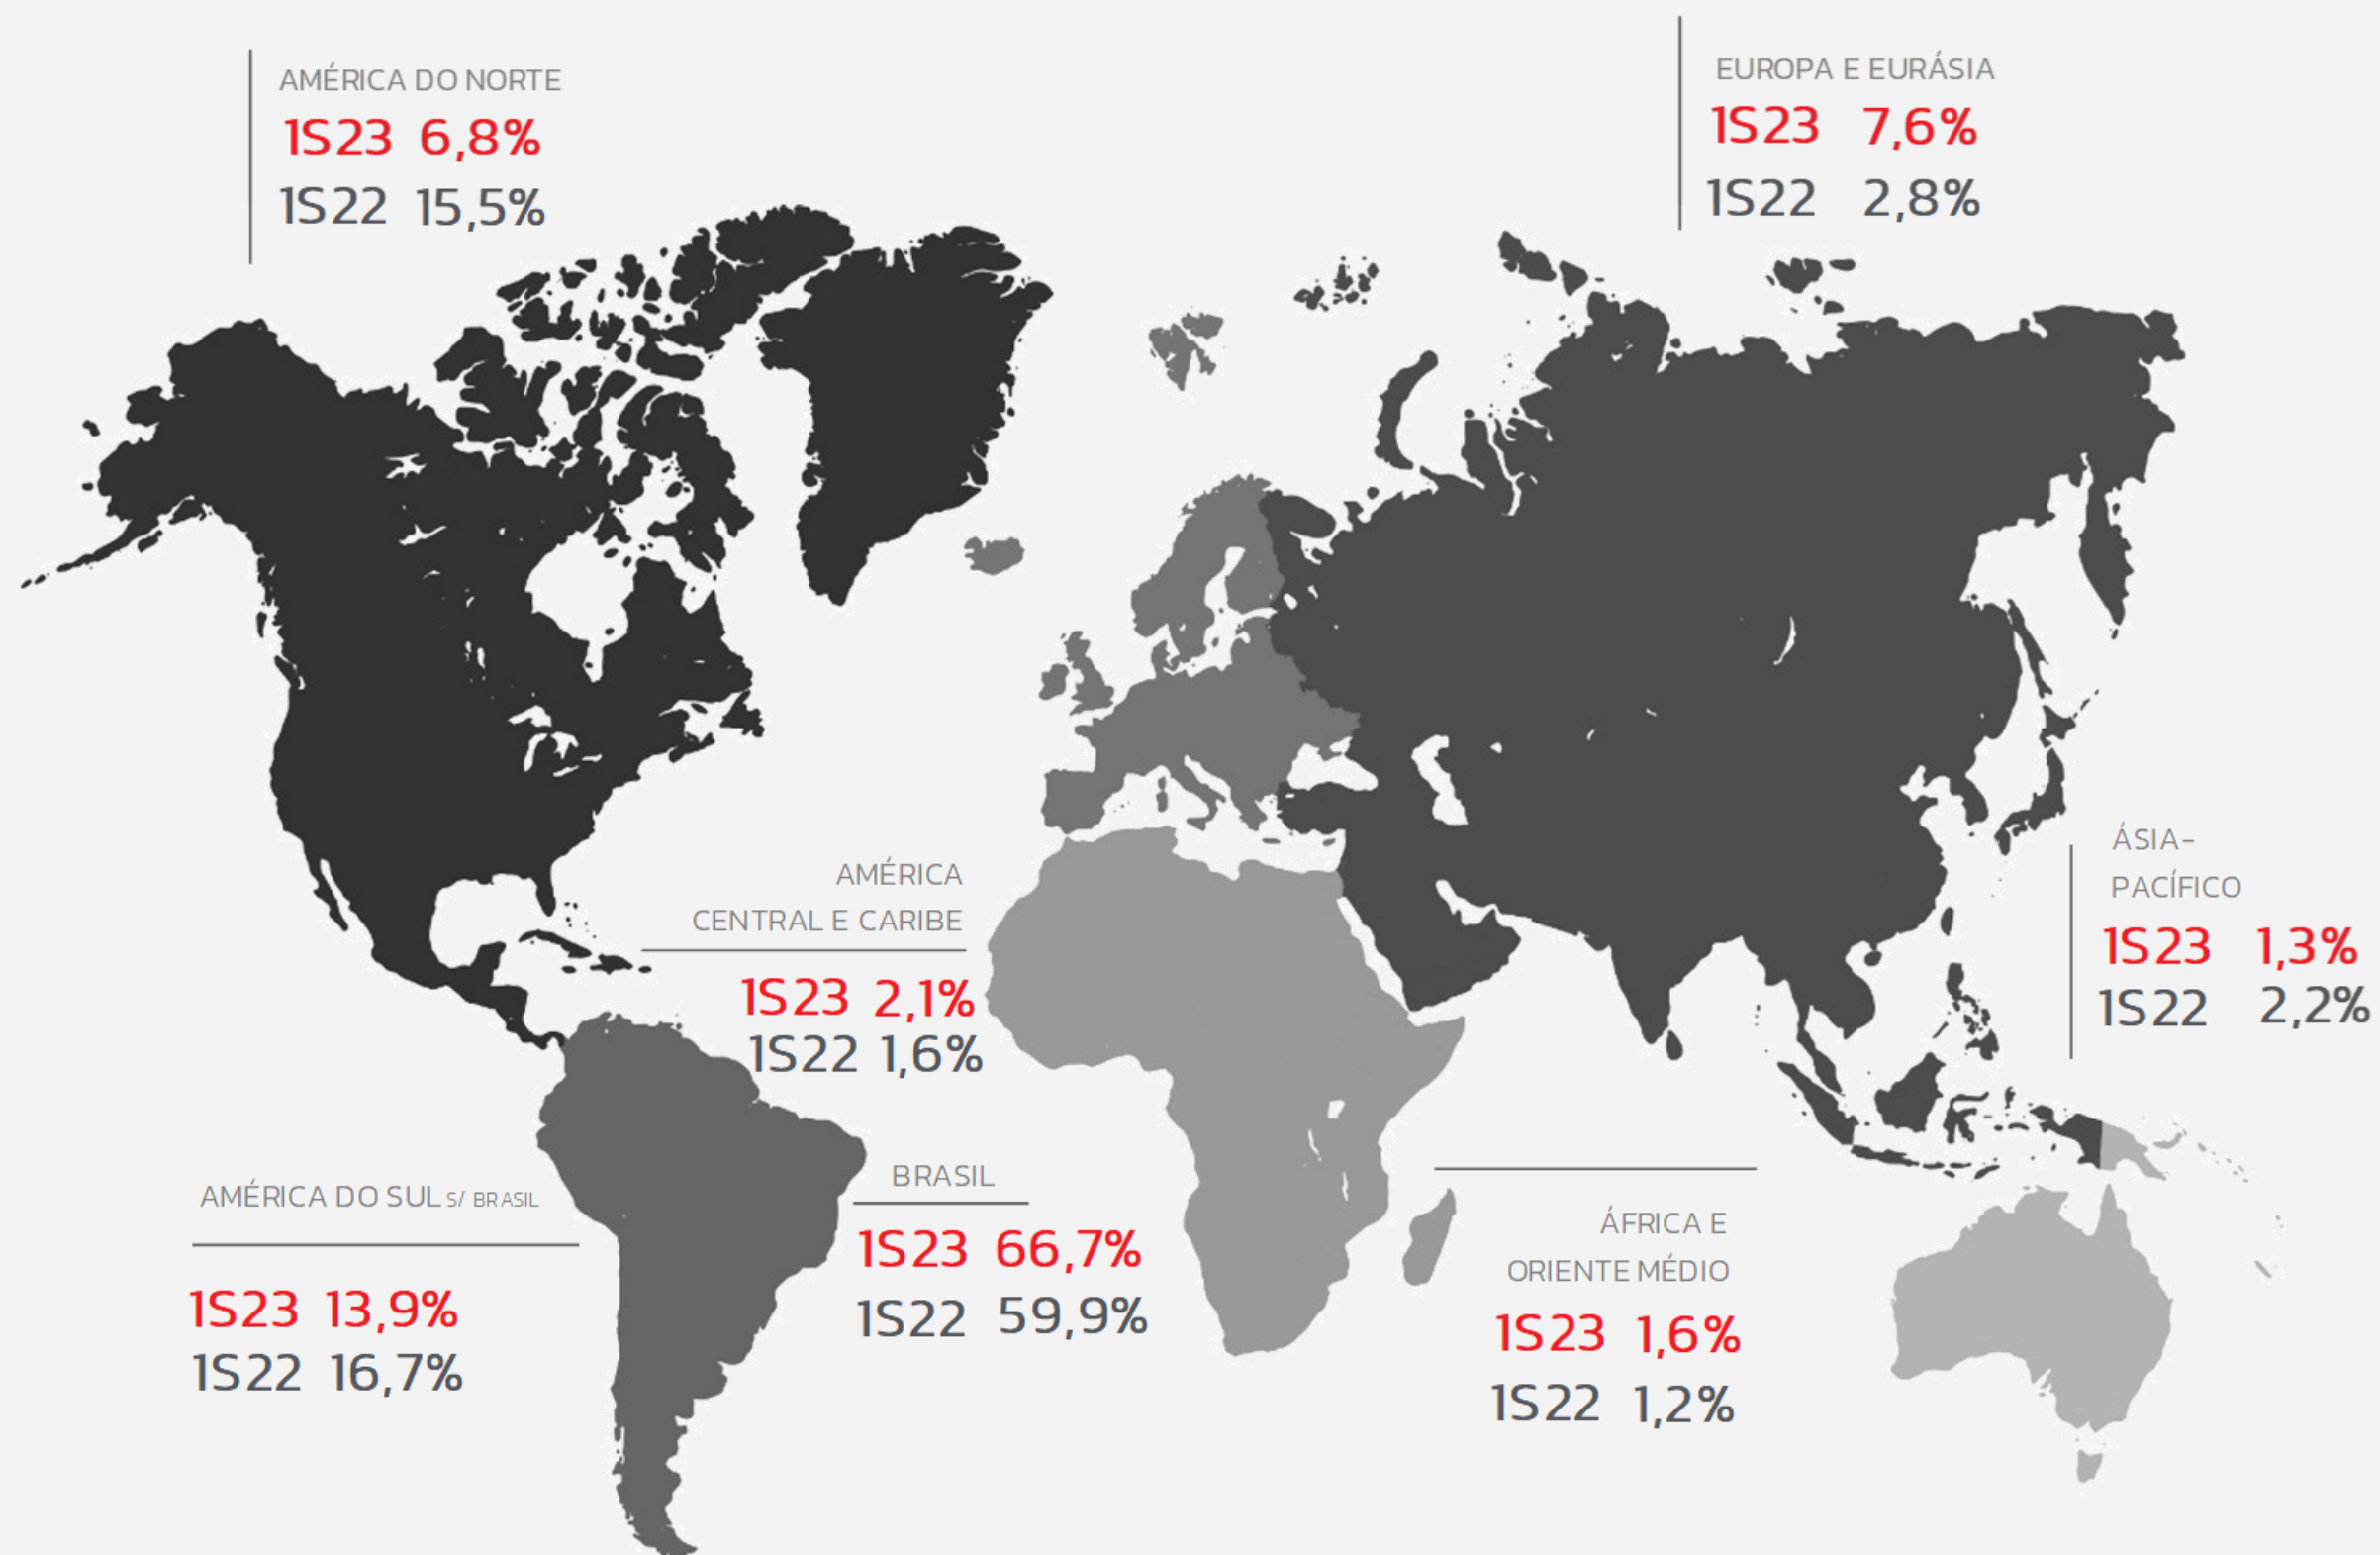 AMÉRICA DO NORTE
1S23 6,8%
1S22 15,5%
EUROPA E EURÁSIA
1S23 7,6%
1S22 2,8%
AMÉRICA
CENTRAL E CARIBE
1S23 2,1%
1S22 1,6%
ÁSIA-
PACÍFICO
1S23 1,3%
1S22 2,2%
AMÉRICA DO SUL S/ BRASIL
1S23 13,9%
1S22 16,7%
BRASIL
1S23 66,7%
1S22 59,9%
ÁFRICA E
ORIENTE MÉDIO
1S23 1,6%
1S22 1,2%